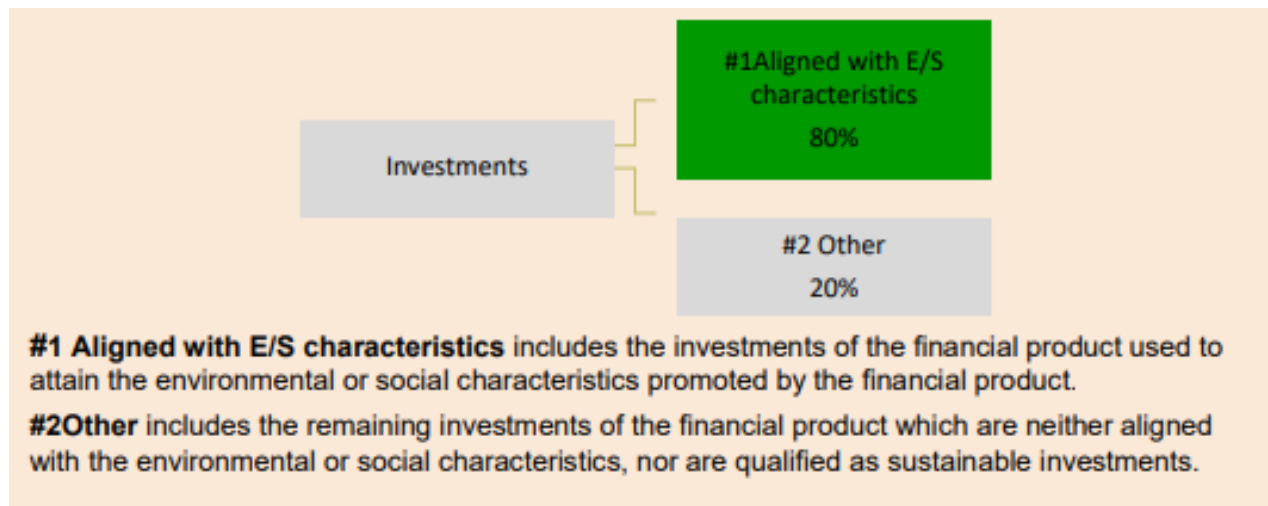 #1Aligned with E/S
characteristics
80%
Investments
#2 Other
20%
#1 Aligned with E/S characteristics includes the investments of the financial product used to
attain the environmental or social characteristics promoted by the financial product.
#2Other includes the remaining investments of the financial product which are neither aligned
with the environmental or social characteristics, nor are qualified as sustainable investments.